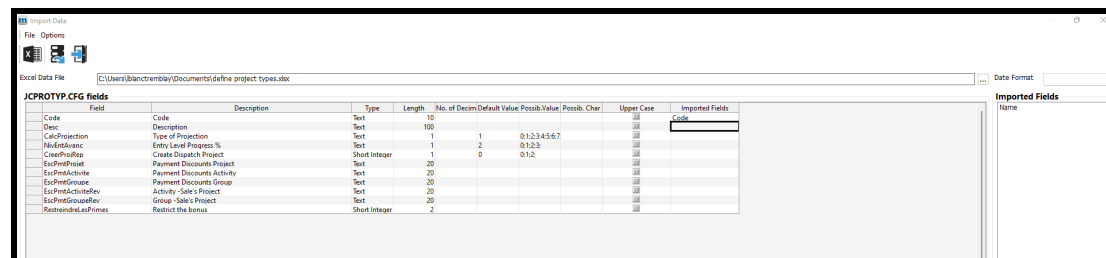 Import Data
File Options
Excel Data File C:\Users\blanctremblay\Documents\define project types.xlsx ... Date Format
JCPROTYP.CFG fields Imported Fields
Field Description Type Length No. of Decim Default Value Possib.Value Possib. Char Upper Case Imported Fields Name
Code Code Text 10 Code
Desc Description Text 100
CalcProjection Type of Projection Text 1 1 0;1;2;3;4;5;6;7
NivEntAvanc Entry Level Progress % Text 1 2 0;1;2;3;
CreerProjRep Create Dispatch Project Short Integer 1 0 0;1;2;
EscPmtProjet Payment Discounts Project Text 20
EscPmtActivite Payment Discounts Activity Text 20
EscPmtGroupe Payment Discounts Group Text 20
EscPmtActiviteRev Activity -Sale's Project Text 20
EscPmtGroupeRev Group -Sale's Project Text 20
RestreindreLesPrimes Restrict the bonus Short Integer 2